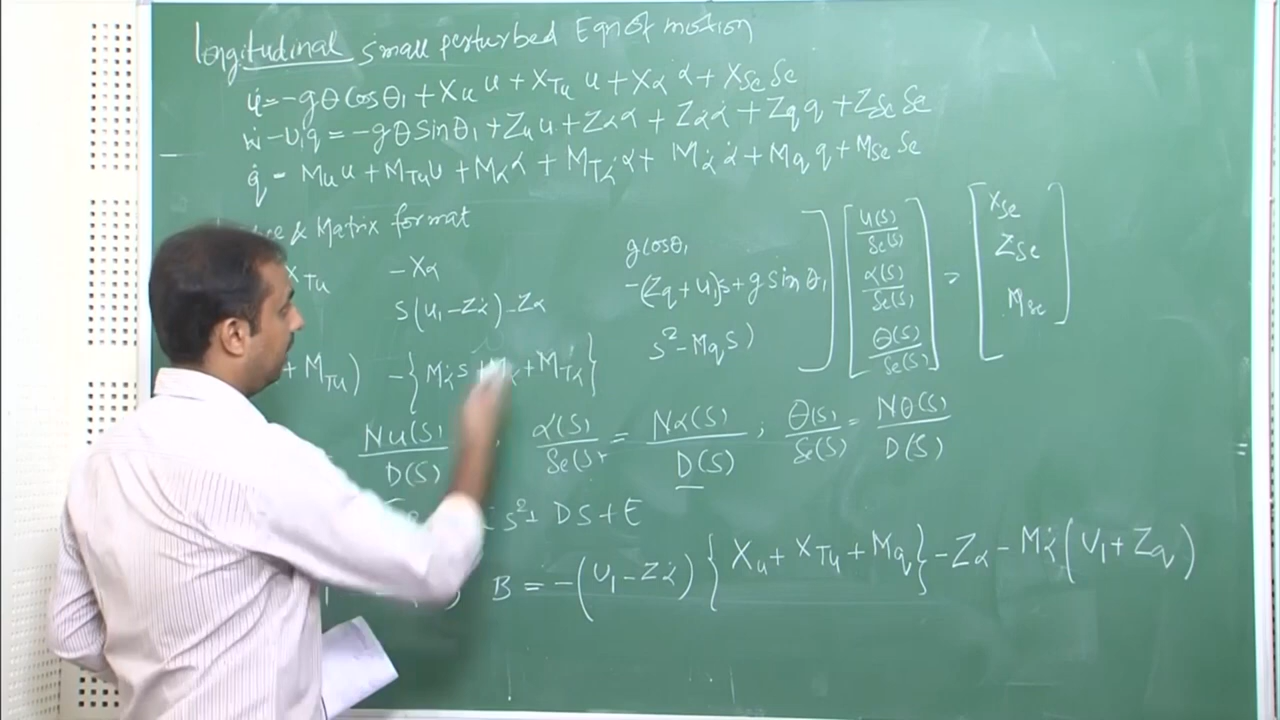 Longitudinal small perturbed Eqn Of motion
u̇ = -gθ Cosθ₁ + Xu u + XTu u + Xα α + Xδe δe
ẇ - U₁q = -gθ Sinθ₁ + Zu u + Zα α + Zα̇ α̇ + Zq q + Zδe δe
q̇ - Mu u + MTu u + Mα α + MTα α + Mα̇ α̇ + Mq q + Mδe δe
& Matrix format
XTu -Xα gcosθ₁ u(s)/δe(s) = Xδe
s(U₁-Zα̇)-Zα -(Zq+U₁)s+gsinθ₁ α(s)/δe(s) Zδe
+ MTu) -{Mα̇ s + Mα + MTα} s²-Mqs) θ(s)/δe(s) Mδe
Nu(s)/D(s) , α(s)/δe(s) = Nα(s)/D(s) ; θ(s)/δe(s) = Nθ(s)/D(s)
s² + Ds + E
B = -(U₁-Zα̇) {Xu + XTu + Mq} - Zα - Mα̇(U₁+Zq)